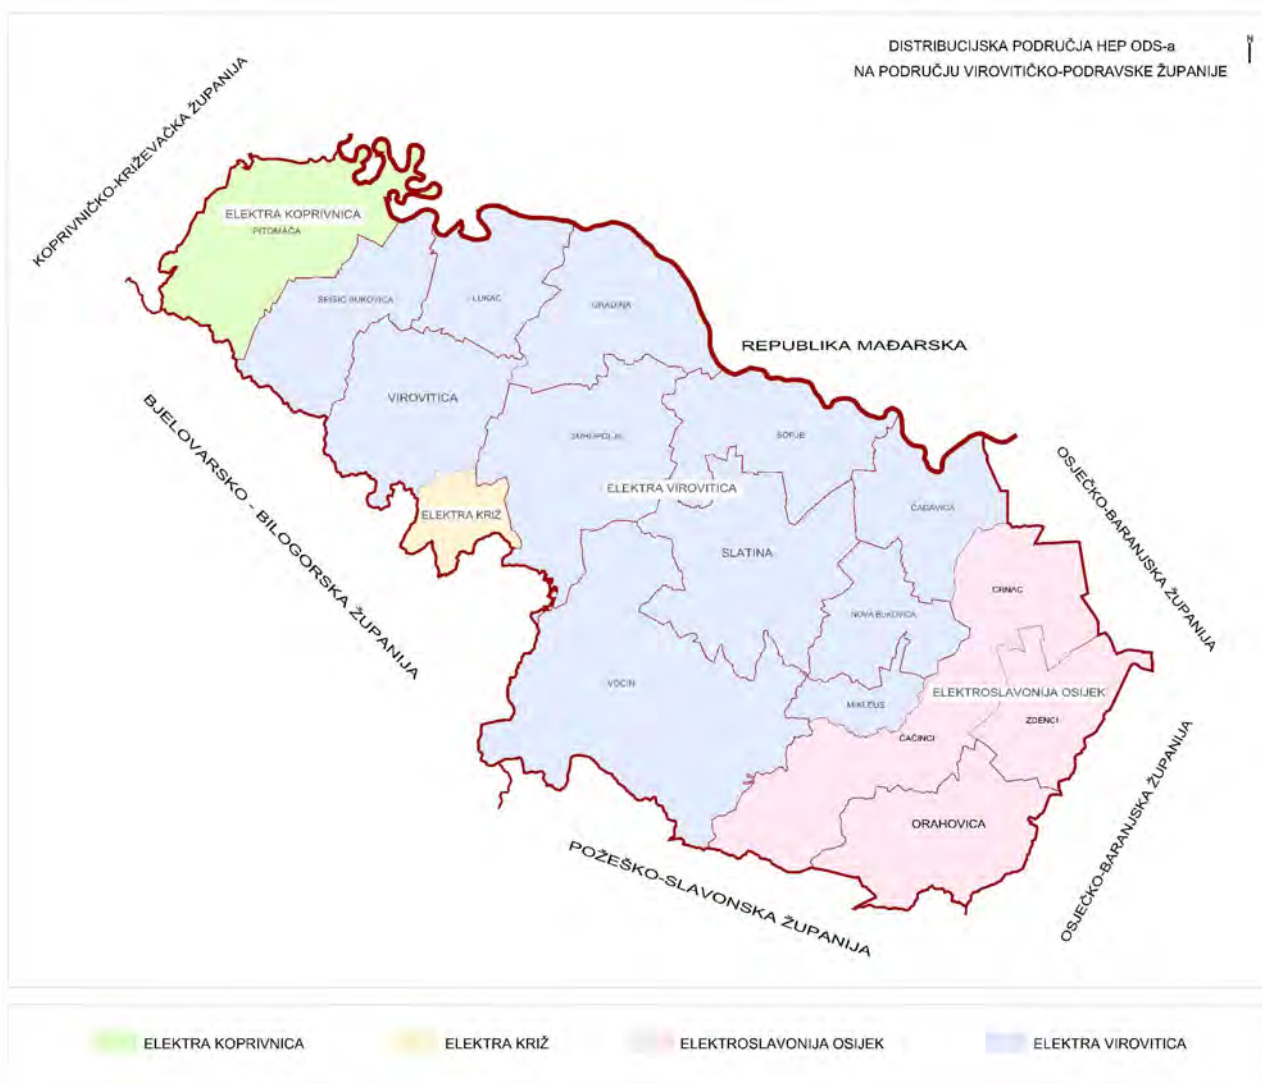 DISTRIBUCIJSKA PODRUČJA HEP ODS-a
NA PODRUČJU VIROVITIČKO-PODRAVSKE ŽUPANIJE
N
KOPRIVNIČKO-KRIŽEVAČKA ŽUPANIJA
ELEKTRA KOPRIVNICA
PITOMAČA
ŠPIŠIĆ BUKOVICA
LUKAČ
GRADINA
REPUBLIKA MAĐARSKA
VIROVITICA
SUHOPOLJE
SOPJE
BJELOVARSKO - BILOGORSKA ŽUPANIJA
ELEKTRA VIROVITICA
OSJEČKO-BARANJSKA ŽUPANIJA
ELEKTRA KRIŽ
ČAĐAVICA
SLATINA
CRNAC
NOVA BUKOVICA
VOĆIN
ELEKTROSLAVONIJA OSIJEK
MIKLEUŠ
ZDENCI
ČAČINCI
ORAHOVICA
OSJEČKO-BARANJSKA ŽUPANIJA
POŽEŠKO-SLAVONSKA ŽUPANIJA
ELEKTRA KOPRIVNICA
ELEKTRA KRIŽ
ELEKTROSLAVONIJA OSIJEK
ELEKTRA VIROVITICA